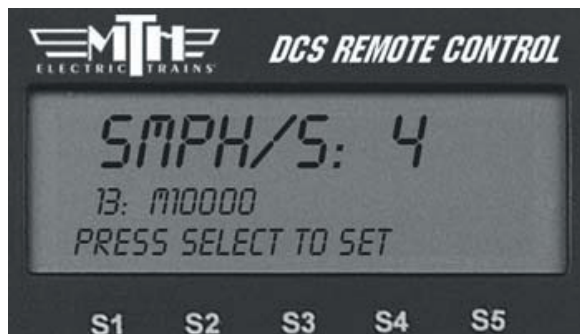 MTH
ELECTRIC TRAINS®
DCS REMOTE CONTROL
SMPH/S: 4
13: M10000
PRESS SELECT TO SET
S1 S2 S3 S4 S5